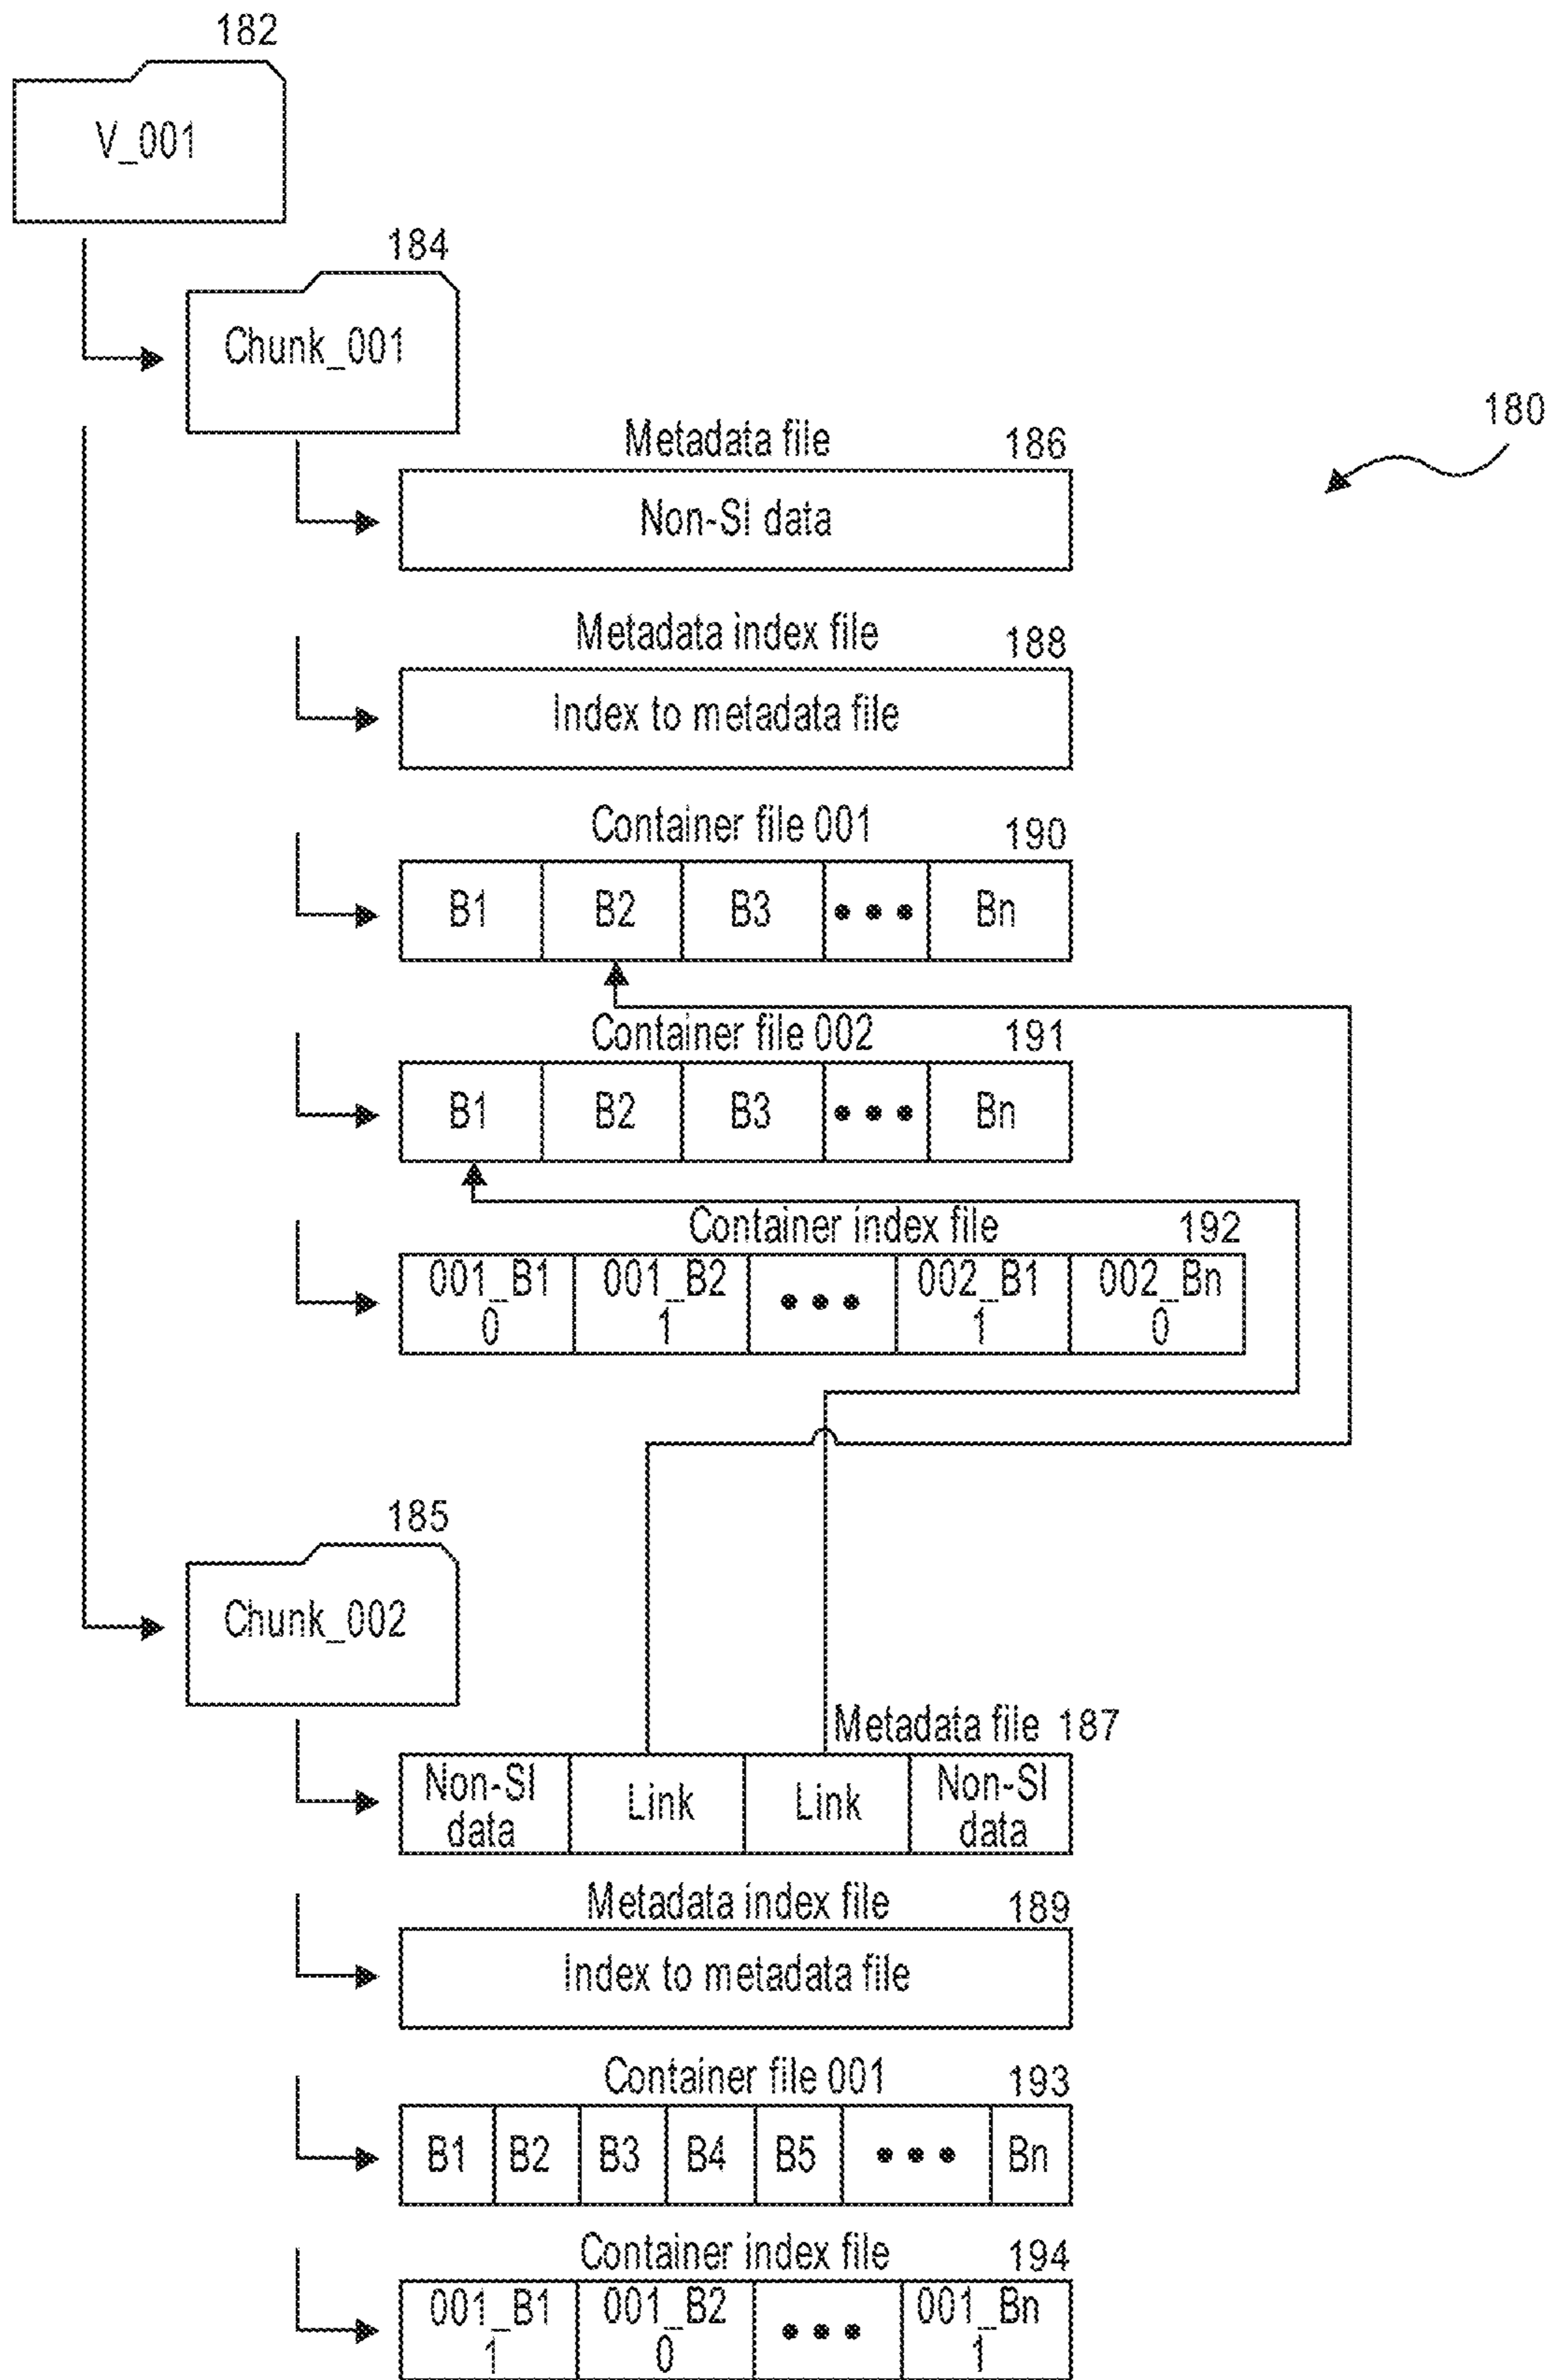 182
V_001
184
Chunk_001
180
Metadata file 186
Non-SI data
Metadata index file 188
Index to metadata file
Container file 001 190
B1 B2 B3 ••• Bn
Container file 002 191
B1 B2 B3 ••• Bn
Container index file 192
001_B1 001_B2 ••• 002_B1 002_Bn
0 1 1 0
185
Chunk_002
Metadata file 187
Non-SI Link Link Non-SI
data data
Metadata index file 189
Index to metadata file
Container file 001 193
B1 B2 B3 B4 B5 ••• Bn
Container index file 194
001_B1 001_B2 ••• 001_Bn
1 0 1